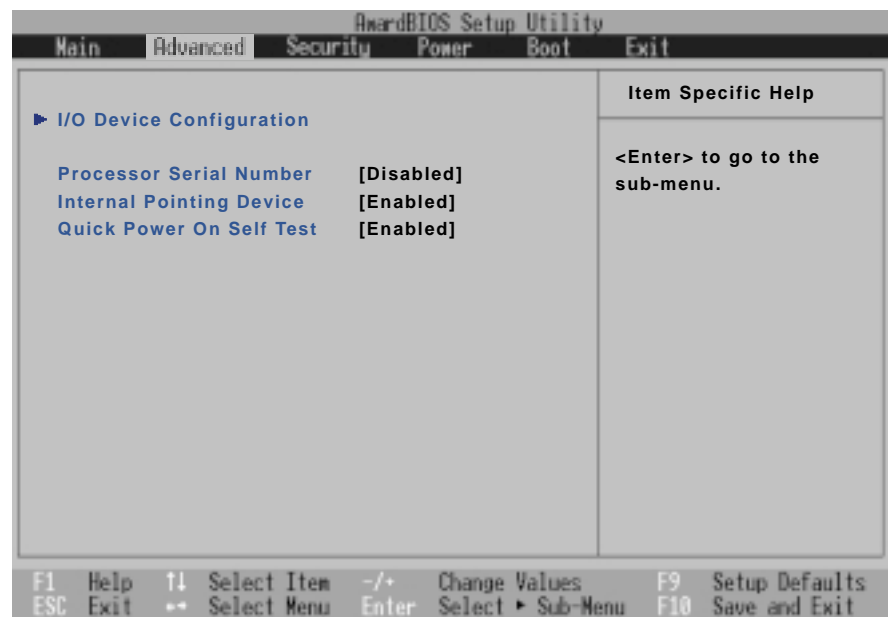 AwardBIOS Setup Utility
Main Advanced Security Power Boot Exit
I/O Device Configuration
Processor Serial Number [Disabled]
Internal Pointing Device [Enabled]
Quick Power On Self Test [Enabled]
Item Specific Help
<Enter> to go to the
sub-menu.
F1 Help ↑↓ Select Item -/+ Change Values F9 Setup Defaults
ESC Exit ←→ Select Menu Enter Select ► Sub-Menu F10 Save and Exit